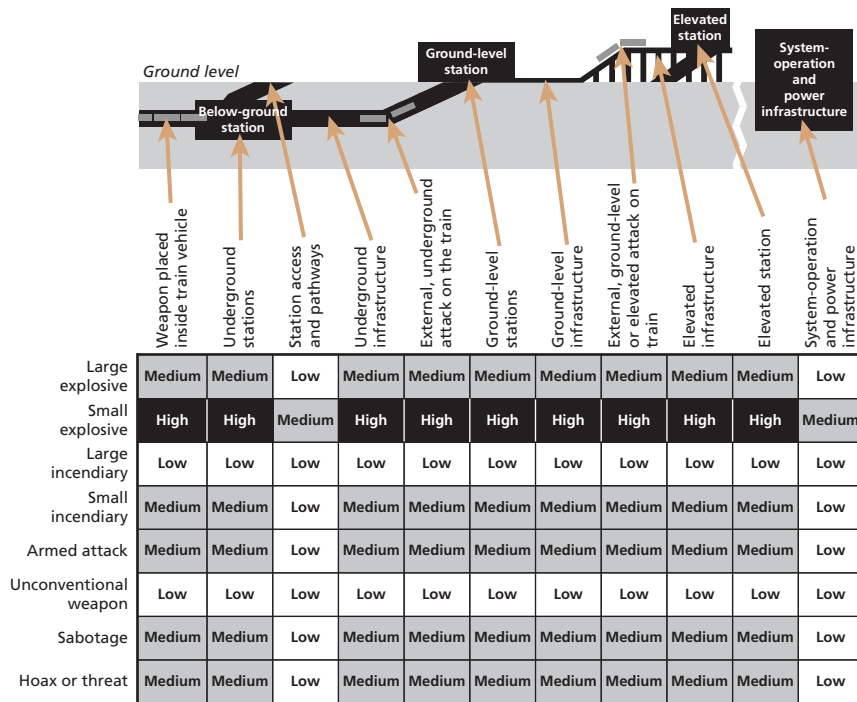 Elevated
station
System-
operation
and
power
infrastructure
Ground-level
station
Ground level
Below-ground
station
Weapon placed
inside train vehicle
Underground
stations
Station access
and pathways
Underground
infrastructure
External, underground
attack on the train
Ground-level
stations
Ground-level
infrastructure
External, ground-level
or elevated attack on
train
Elevated
infrastructure
Elevated station
System-operation
and power
infrastructure
Large
explosive
Medium Medium Low Medium Medium Medium Medium Medium Medium Medium Low
Small
explosive
High High Medium High High High High High High High Medium
Large
incendiary
Low Low Low Low Low Low Low Low Low Low Low
Small
incendiary
Medium Medium Low Medium Medium Medium Medium Medium Medium Medium Low
Armed attack
Medium Medium Low Medium Medium Medium Medium Medium Medium Medium Low
Unconventional
weapon
Low Low Low Low Low Low Low Low Low Low Low
Sabotage
Medium Medium Low Medium Medium Medium Medium Medium Medium Medium Low
Hoax or threat
Medium Medium Low Medium Medium Medium Medium Medium Medium Medium Low